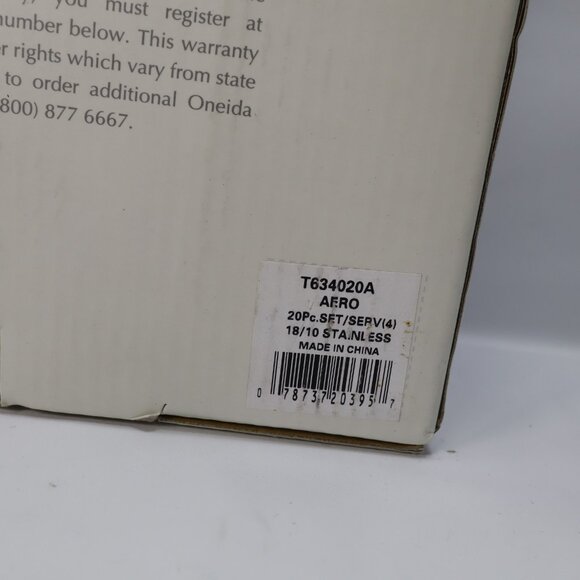 you must register at
number below. This warranty
rights which vary from state
to order additional Oneida
800) 877 6667.
T634020A
AERO
20Pc.SET/SERV(4)
18/10 STAINLESS
MADE IN CHINA
0 78737 20395 7